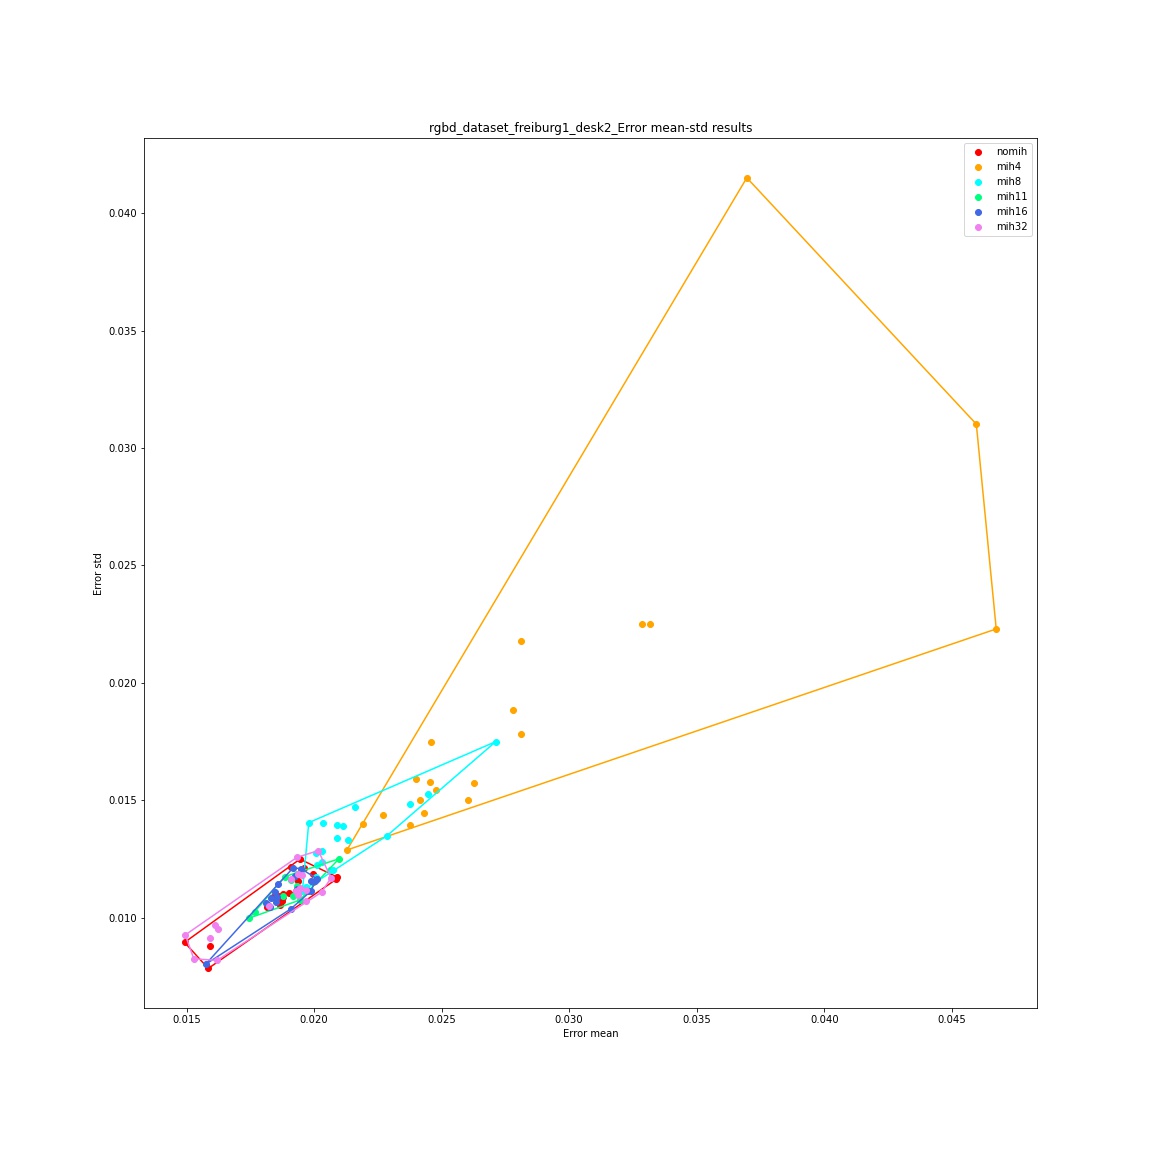 rgbd_dataset_freiburg1_desk2_Error mean-std results
nomih
mih4
mih8
mih11
mih16
mih32
0.040
0.035
0.030
0.025
0.020
0.015
0.010
Error std
0.015 0.020 0.025 0.030 0.035 0.040 0.045
Error mean